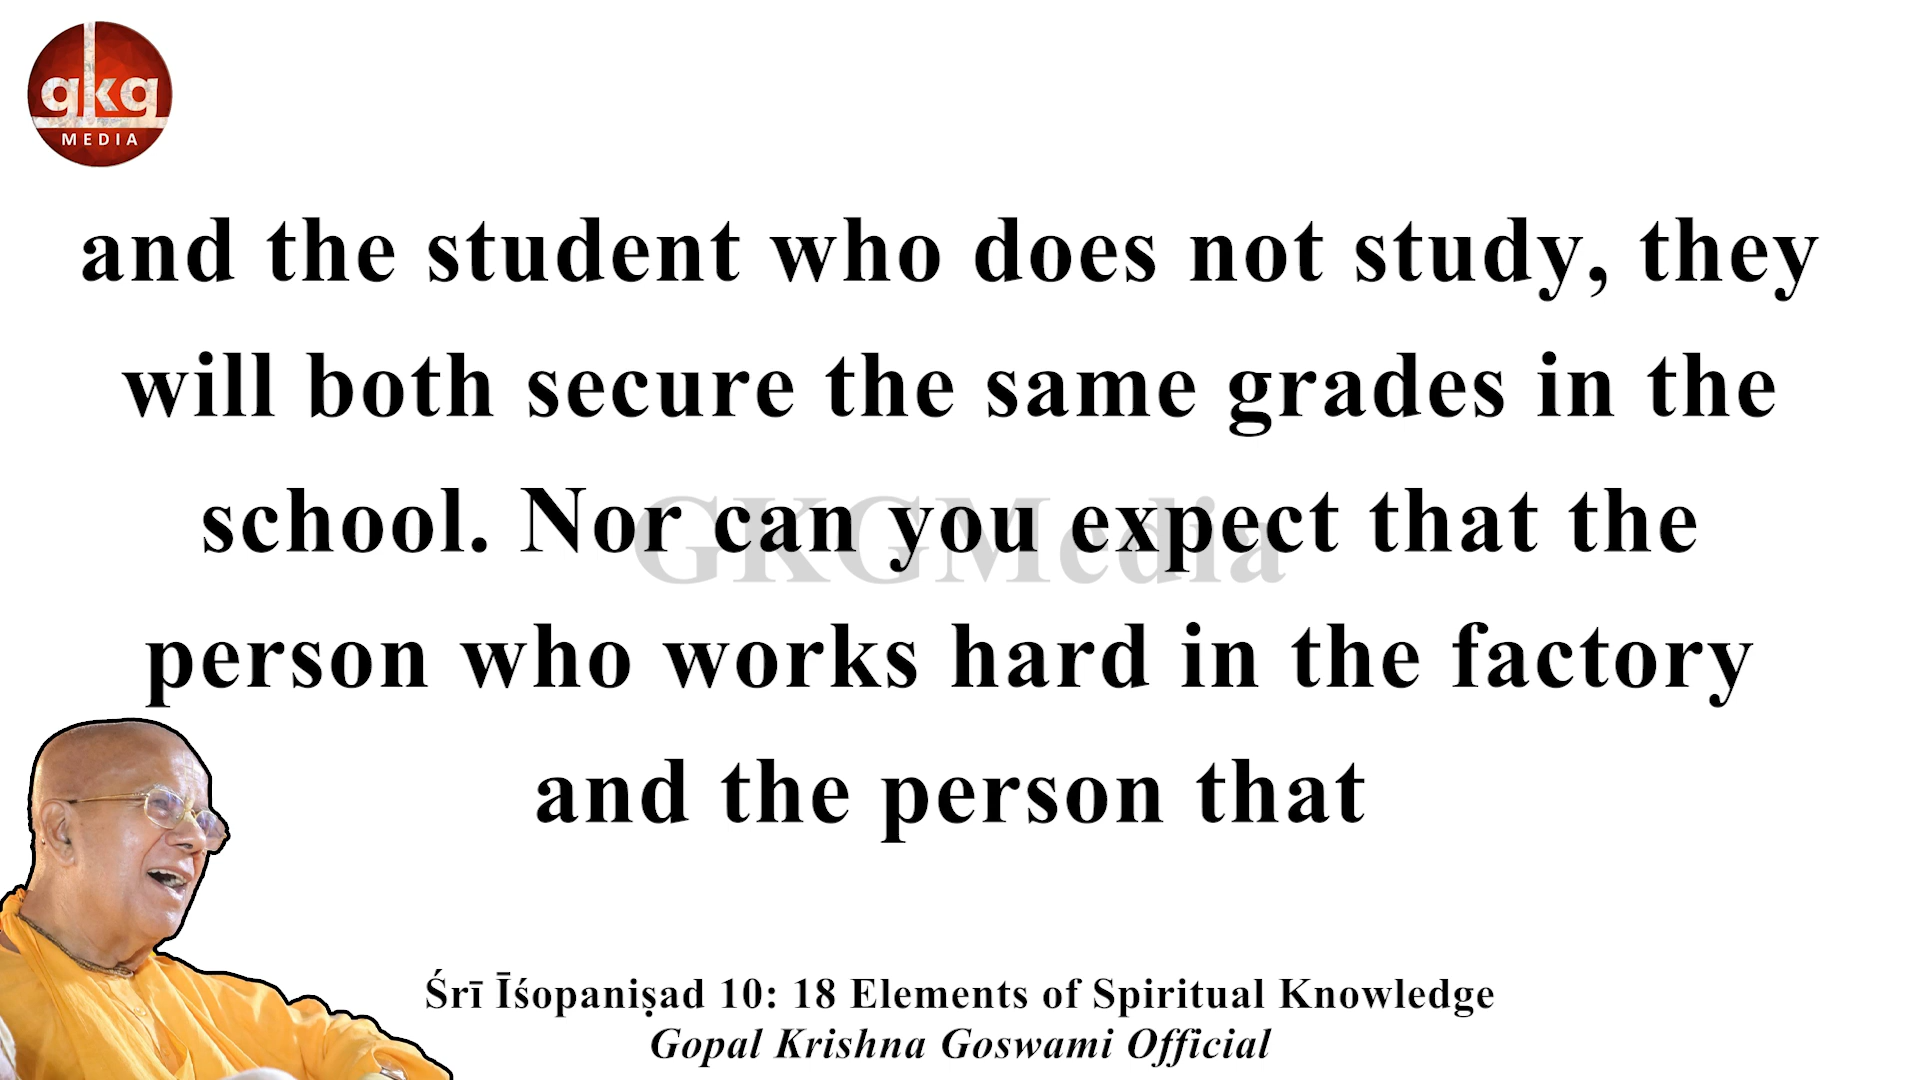 gkg
MEDIA
and the student who does not study, they
will both secure the same grades in the
school. Nor can you expect that the
person who works hard in the factory
and the person that
GKGMedia
Śrī Īśopaniṣad 10: 18 Elements of Spiritual Knowledge
Gopal Krishna Goswami Official